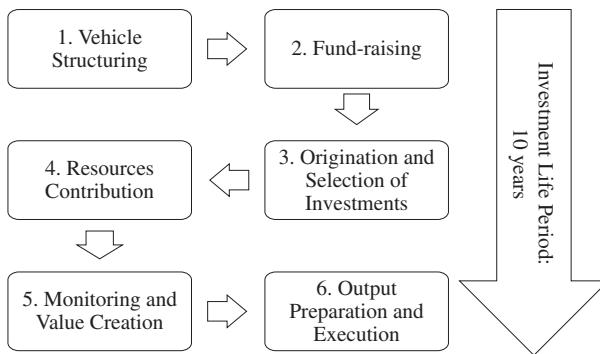 1. Vehicle
Structuring
2. Fund-raising
3. Origination and
Selection of
Investments
4. Resources
Contribution
5. Monitoring and
Value Creation
6. Output
Preparation and
Execution
Investment Life Period:
10 years